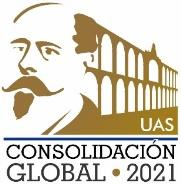 UAS
CONSOLIDACIÓN
GLOBAL • 2021